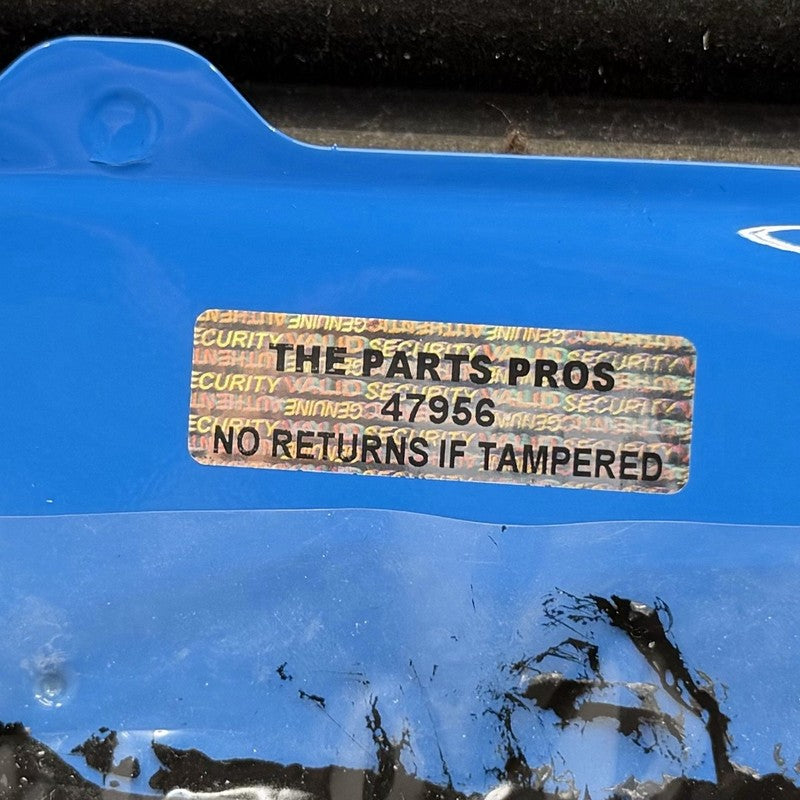 THE PARTS PROS
47956
NO RETURNS IF TAMPERED